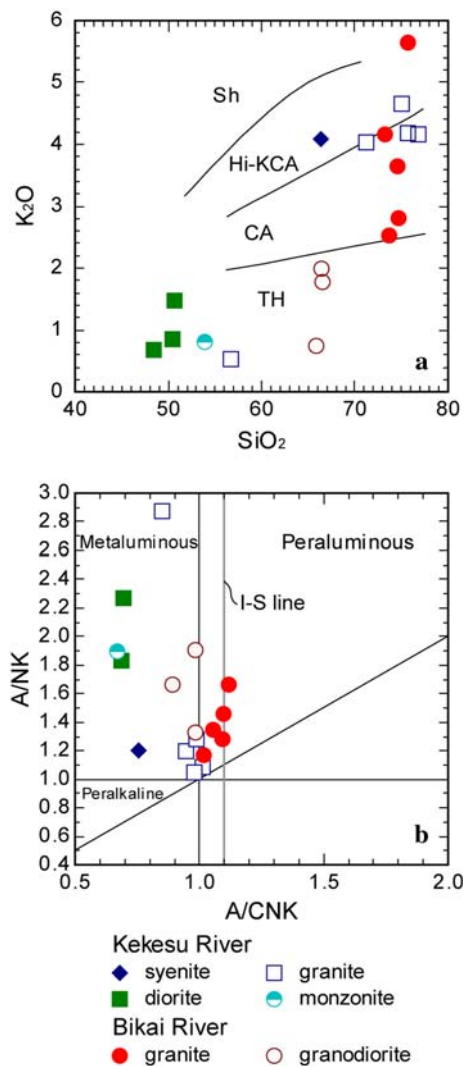 6
5
4
3
2
1
0
K₂O
Sh
Hi-KCA
CA
TH
a
40 50 60 70 80
SiO₂
3.0
2.8
2.6
2.4
2.2
2.0
1.8
1.6
1.4
1.2
1.0
0.8
0.6
0.4
A/NK
Metaluminous
Peraluminous
I-S line
Peralkaline
b
0.5 1.0 1.5 2.0
A/CNK
Kekesu River
syenite granite
diorite monzonite
Bikai River
granite granodiorite